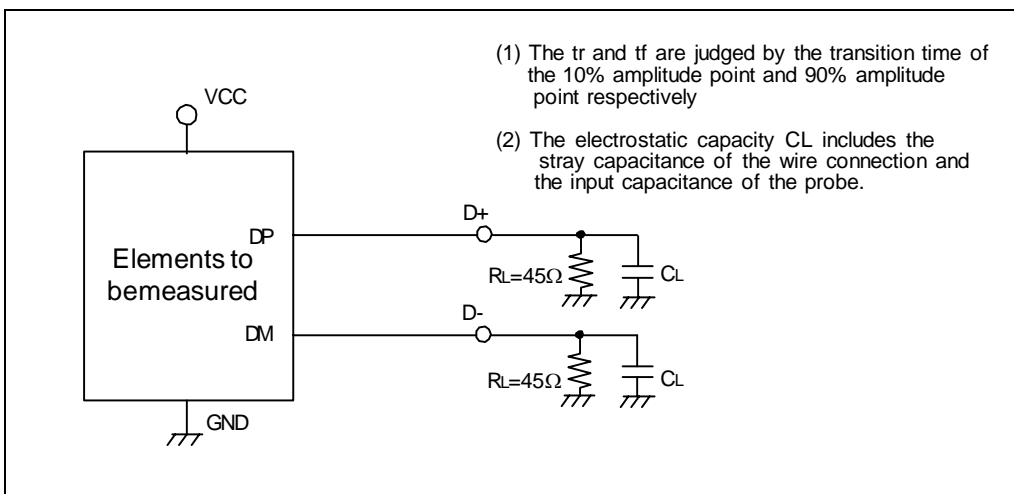 (1) The tr and tf are judged by the transition time of
the 10% amplitude point and 90% amplitude
point respectively
(2) The electrostatic capacity CL includes the
stray capacitance of the wire connection and
the input capacitance of the probe.
VCC
Elements to
bemeasured
DP
D+
RL=45Ω
CL
DM
D-
RL=45Ω
CL
GND